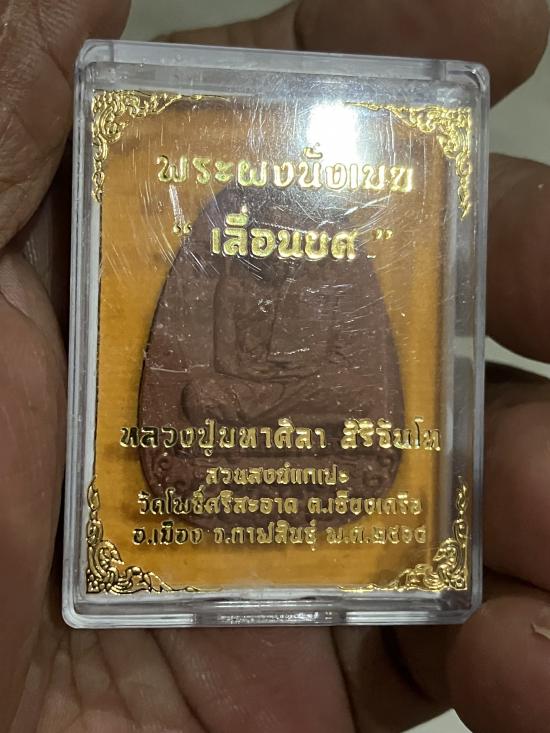 พระผงนั่งเมฆ
“ เลื่อนยศ ”
หลวงปู่มหาศิลา สิริจันโท
สวนสงฆ์แกเปะ
วัดโพธิ์ศรีสะอาด ต.เชียงเครือ
อ.เมือง จ.กาฬสินธุ์ พ.ศ.๒๕๖๔